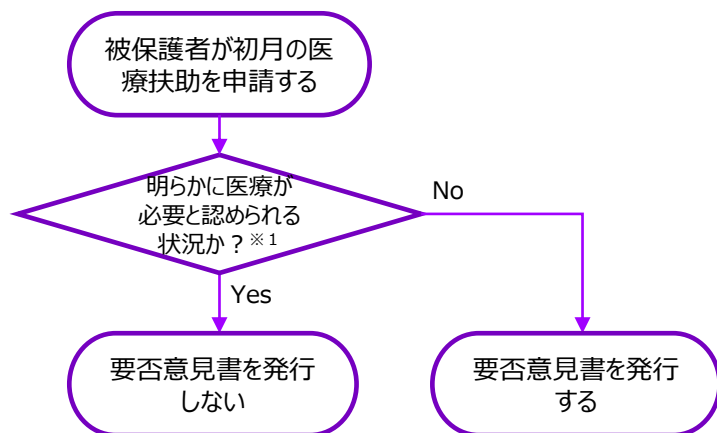 被保護者が初月の医
療扶助を申請する
明らかに医療が
必要と認められる
状況か？※1
No
Yes
要否意見書を発行
しない
要否意見書を発行
する